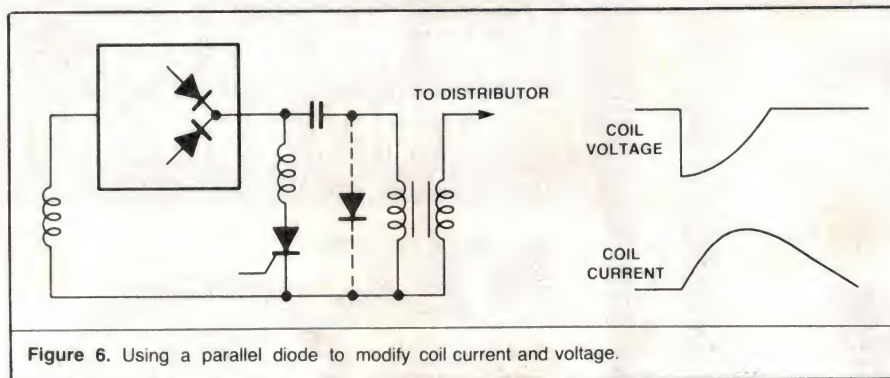 TO DISTRIBUTOR
COIL
VOLTAGE
COIL
CURRENT
Figure 6. Using a parallel diode to modify coil current and voltage.